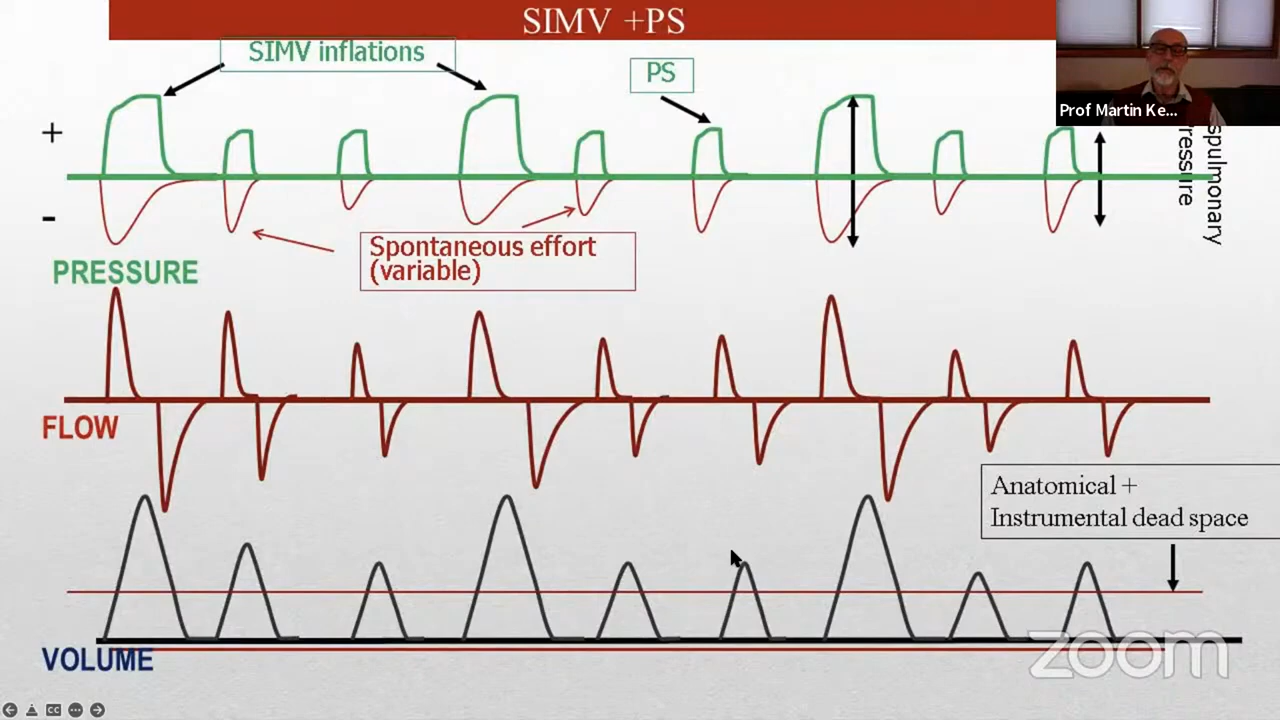 SIMV +PS
SIMV inflations
PS
Prof Martin Ke...
+
-
Spontaneous effort
(variable)
PRESSURE
FLOW
Anatomical +
Instrumental dead space
VOLUME
zoom
CC